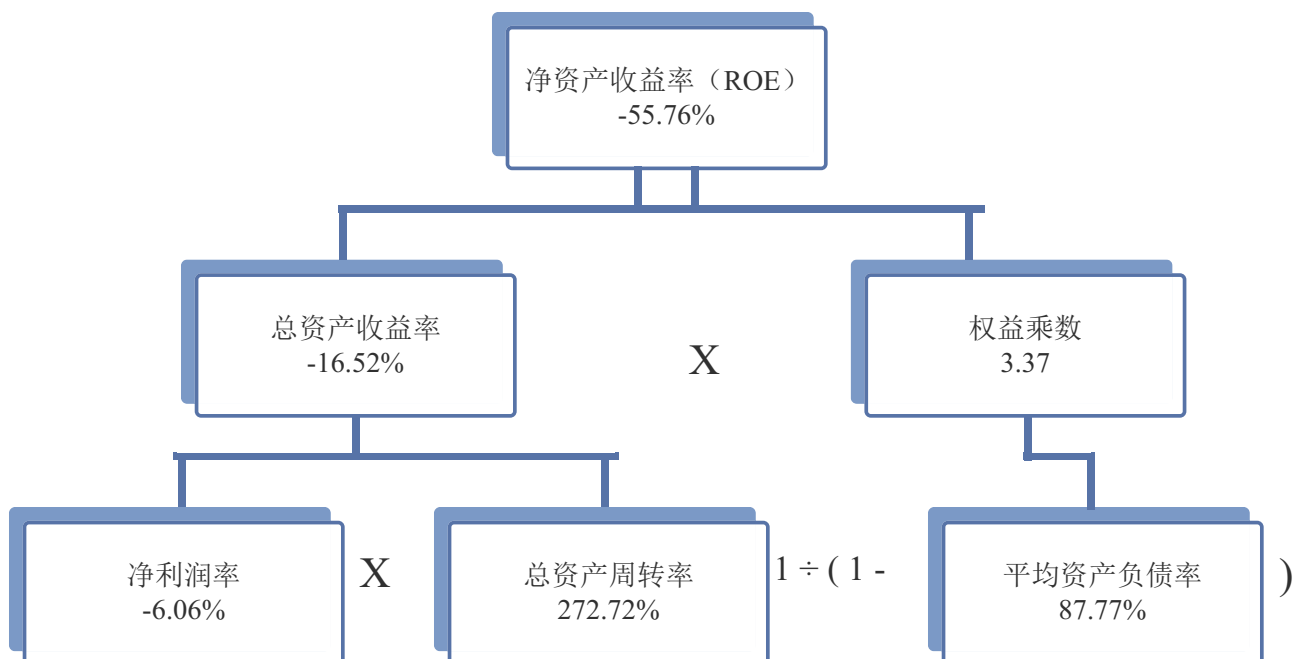 净资产收益率（ROE）
-55.76%
总资产收益率
-16.52%
X
权益乘数
3.37
净利润率
-6.06%
X
总资产周转率
272.72%
1 ÷ ( 1 -
平均资产负债率
87.77%
)